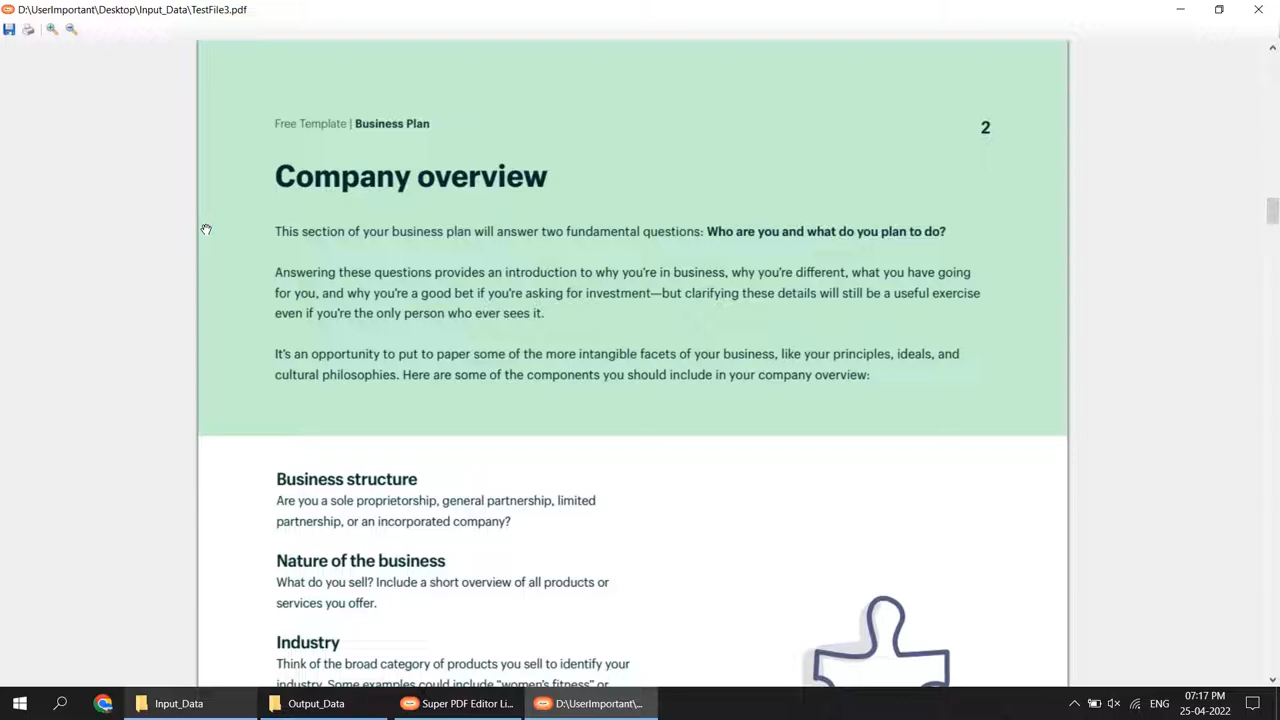 D:\UserImportant\Desktop\Input_Data\TestFile3.pdf
Free Template | Business Plan
2
Company overview
This section of your business plan will answer two fundamental questions: Who are you and what do you plan to do?
Answering these questions provides an introduction to why you're in business, why you're different, what you have going
for you, and why you're a good bet if you're asking for investment—but clarifying these details will still be a useful exercise
even if you're the only person who ever sees it.
It's an opportunity to put to paper some of the more intangible facets of your business, like your principles, ideals, and
cultural philosophies. Here are some of the components you should include in your company overview:
Business structure
Are you a sole proprietorship, general partnership, limited
partnership, or an incorporated company?
Nature of the business
What do you sell? Include a short overview of all products or
services you offer.
Industry
Think of the broad category of products you sell to identify your
industry. Some examples could include "women's fitness" or
Input_Data
Output_Data
Super PDF Editor Li...
D:\UserImportant\...
ENG
07:17 PM
25-04-2022